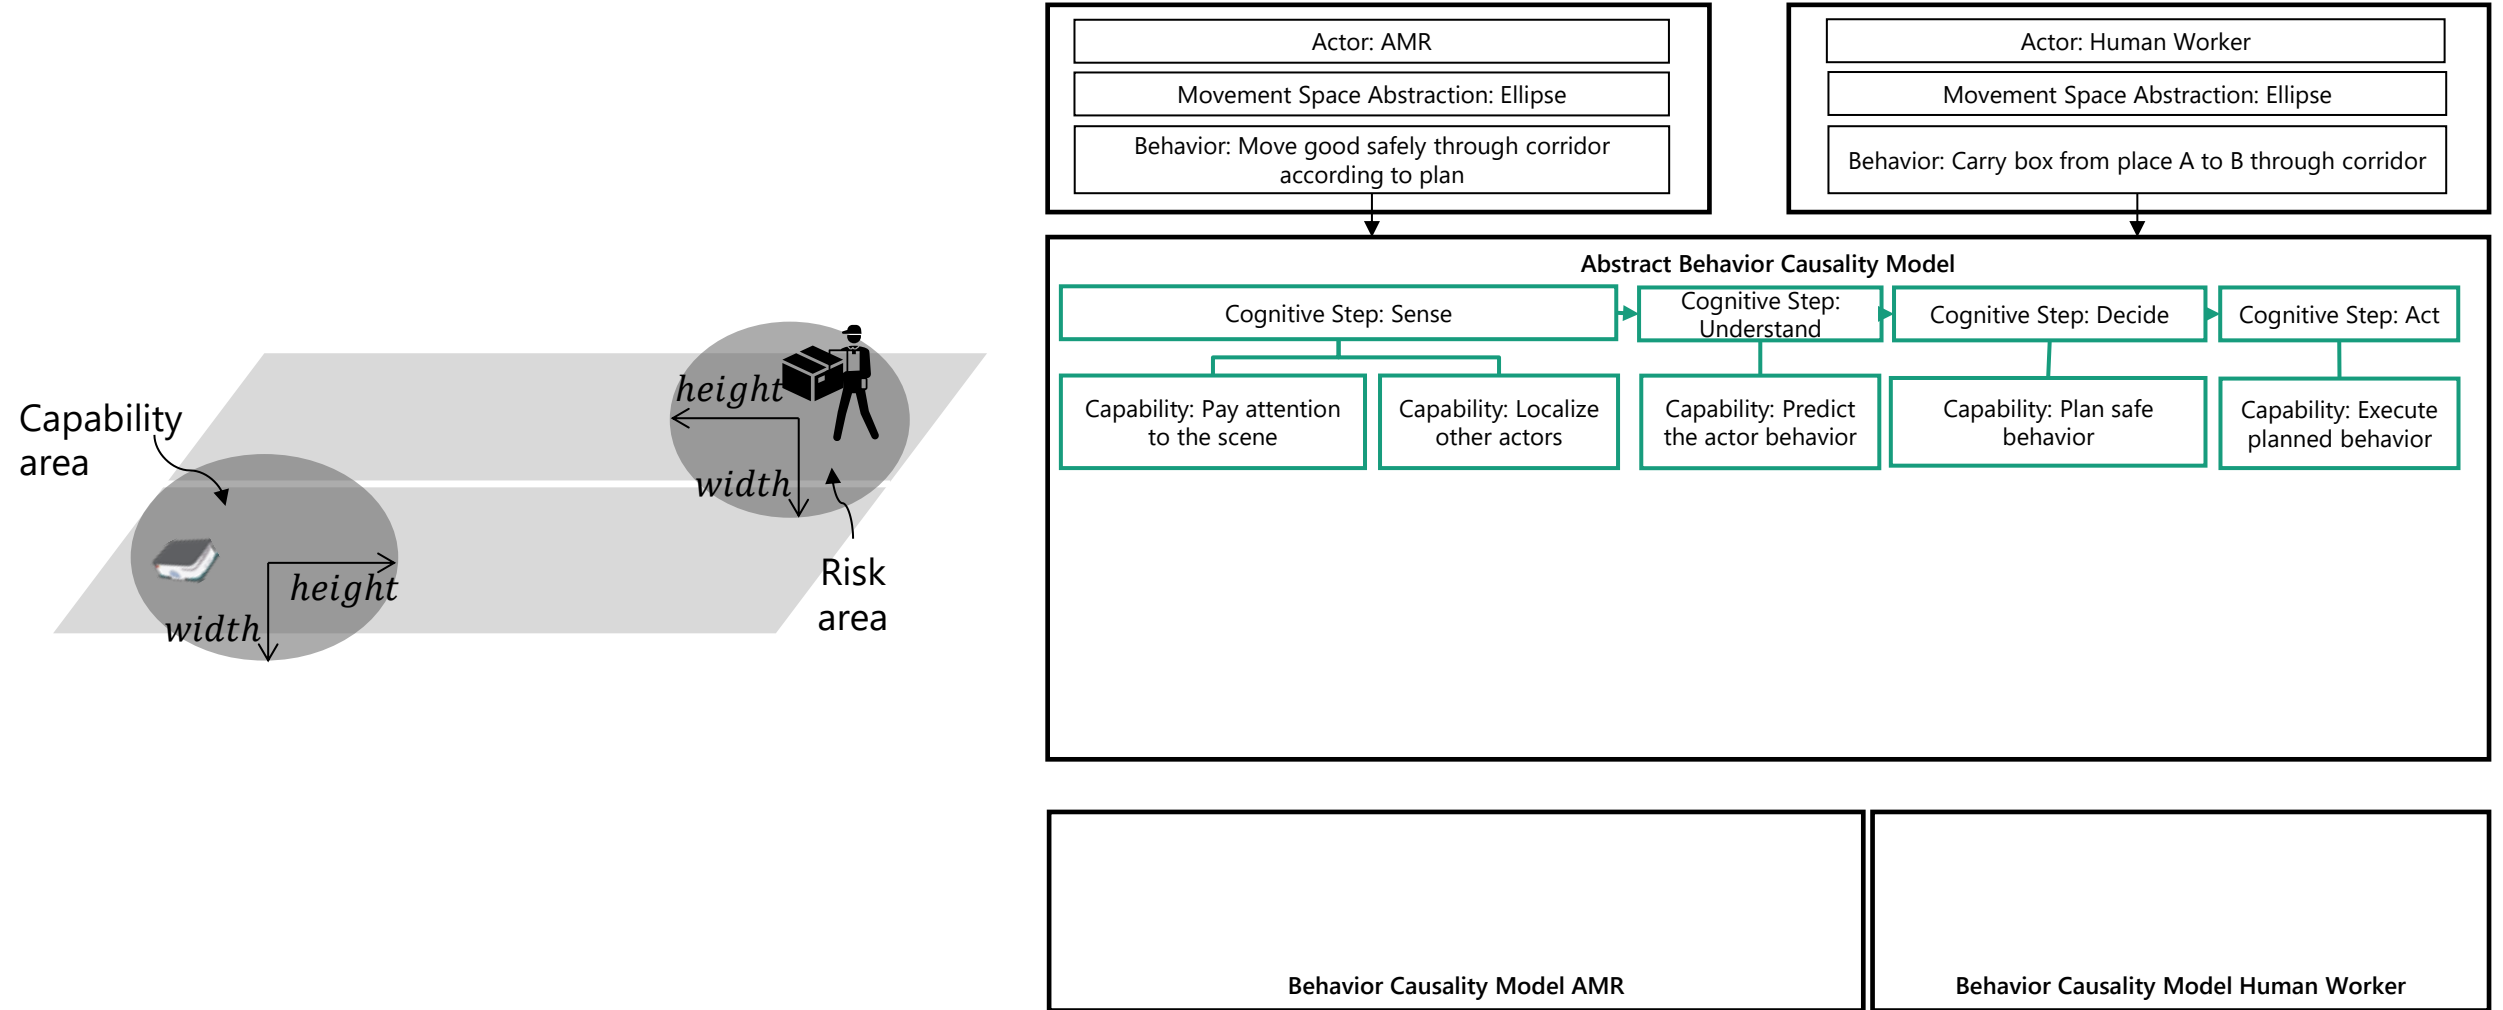 Capability
area
height
width
height
width
Risk
area
Actor: AMR
Movement Space Abstraction: Ellipse
Behavior: Move good safely through corridor
according to plan
Actor: Human Worker
Movement Space Abstraction: Ellipse
Behavior: Carry box from place A to B through corridor
Abstract Behavior Causality Model
Cognitive Step: Sense
Cognitive Step:
Understand
Cognitive Step: Decide
Cognitive Step: Act
Capability: Pay attention
to the scene
Capability: Localize
other actors
Capability: Predict
the actor behavior
Capability: Plan safe
behavior
Capability: Execute
planned behavior
Behavior Causality Model AMR
Behavior Causality Model Human Worker